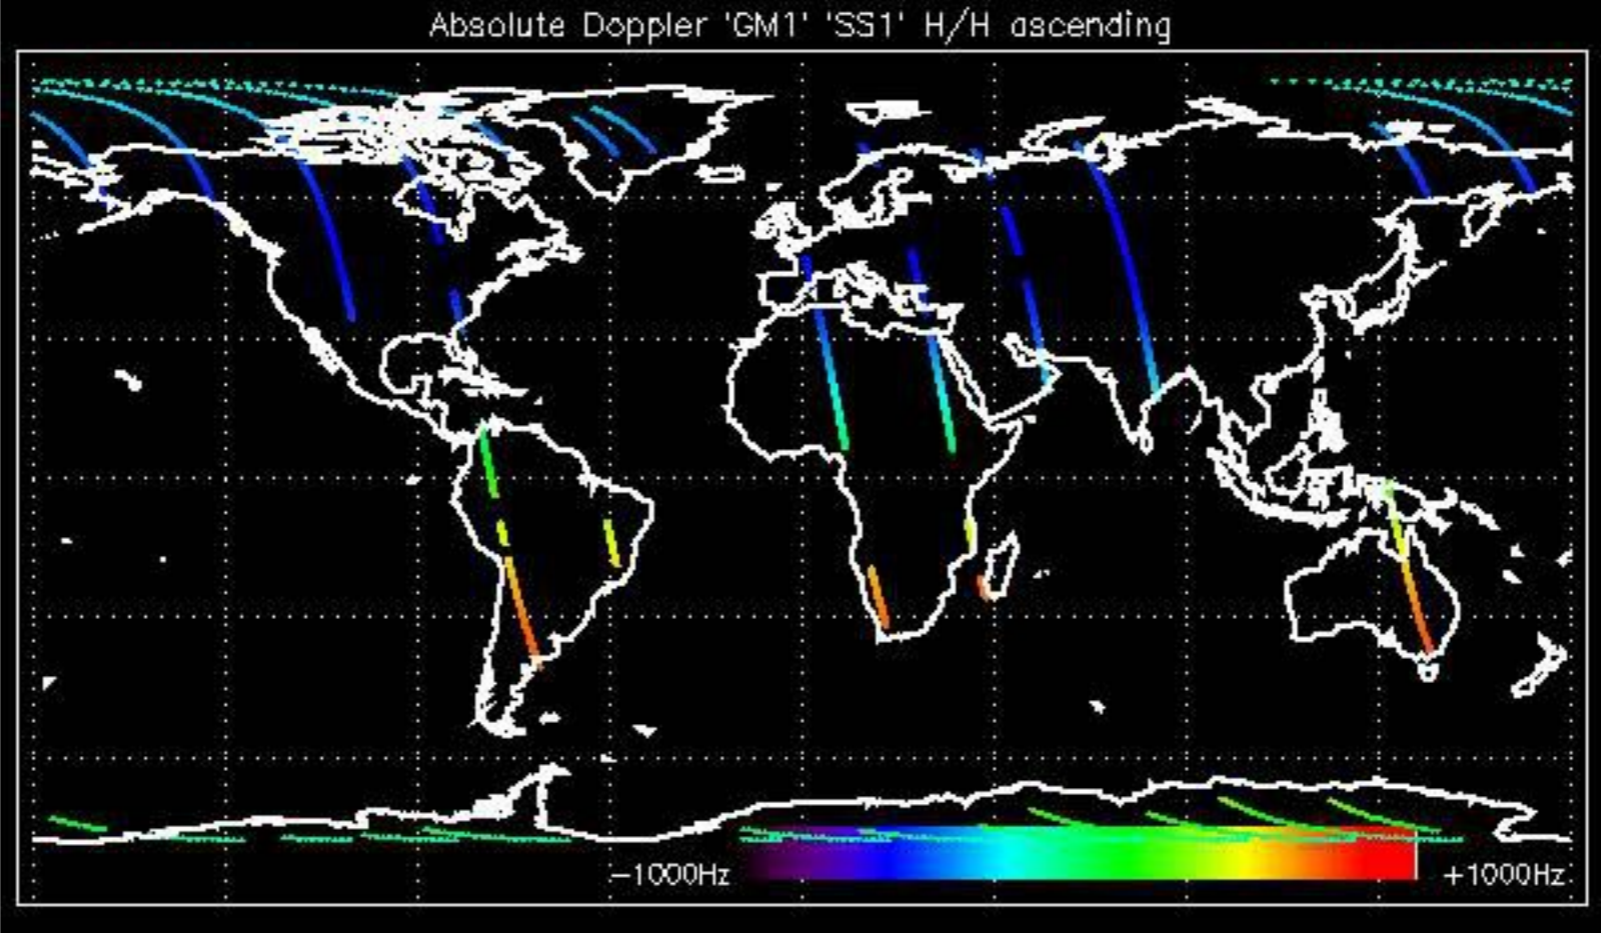 Absolute Doppler 'GM1' 'SS1' H/H ascending
−1000Hz
+1000Hz